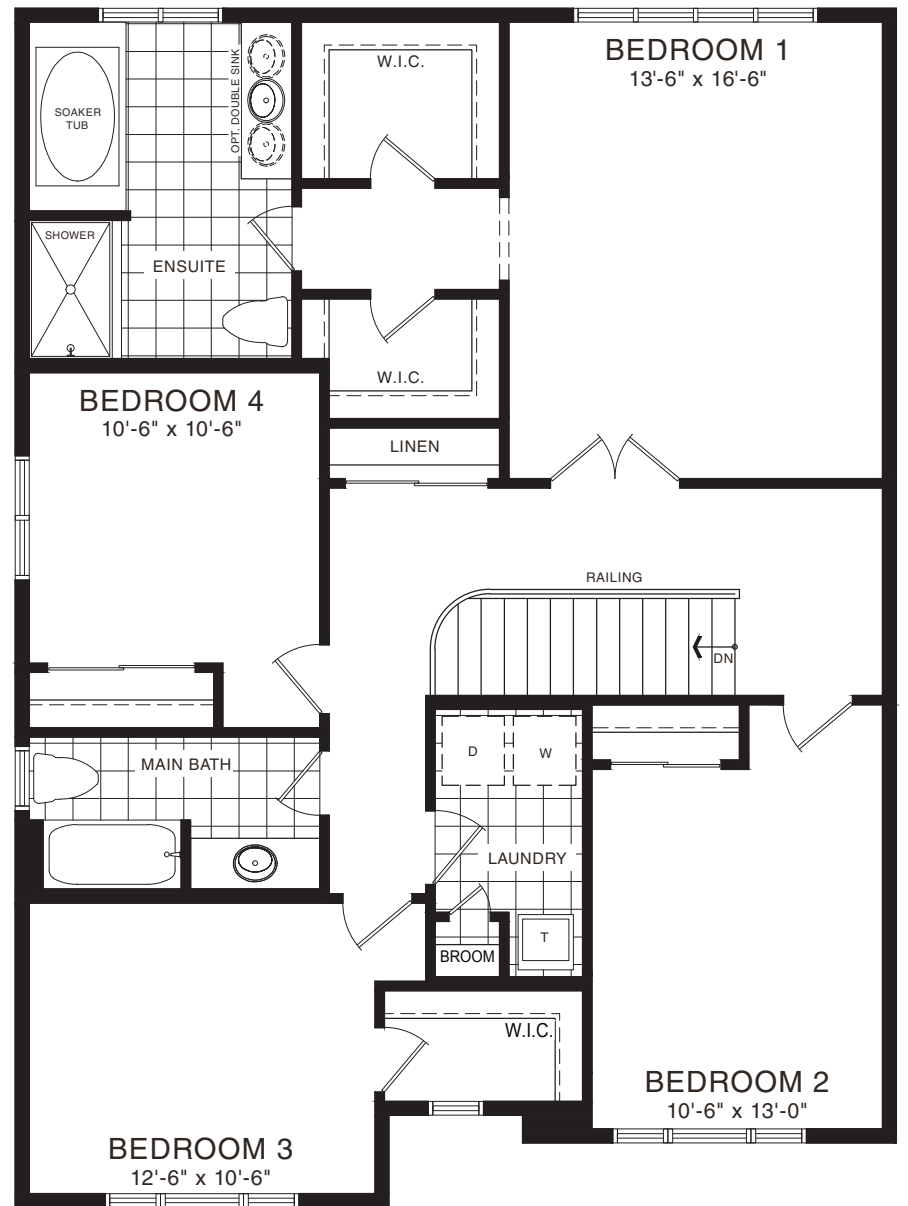 BEDROOM 1
13'-6" x 16'-6"
W.I.C.
OPT. DOUBLE SINK
SOAKER
TUB
SHOWER
ENSUITE
W.I.C.
BEDROOM 4
10'-6" x 10'-6"
LINEN
RAILING
DN
MAIN BATH
D
W
LAUNDRY
T
BROOM
W.I.C.
BEDROOM 2
10'-6" x 13'-0"
BEDROOM 3
12'-6" x 10'-6"